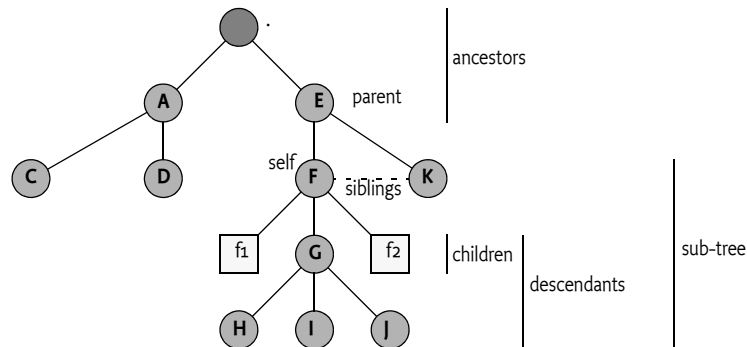 .
ancestors
A
E
parent
self
C
D
F
siblings
K
f1
G
f2
children
sub-tree
descendants
H
I
J